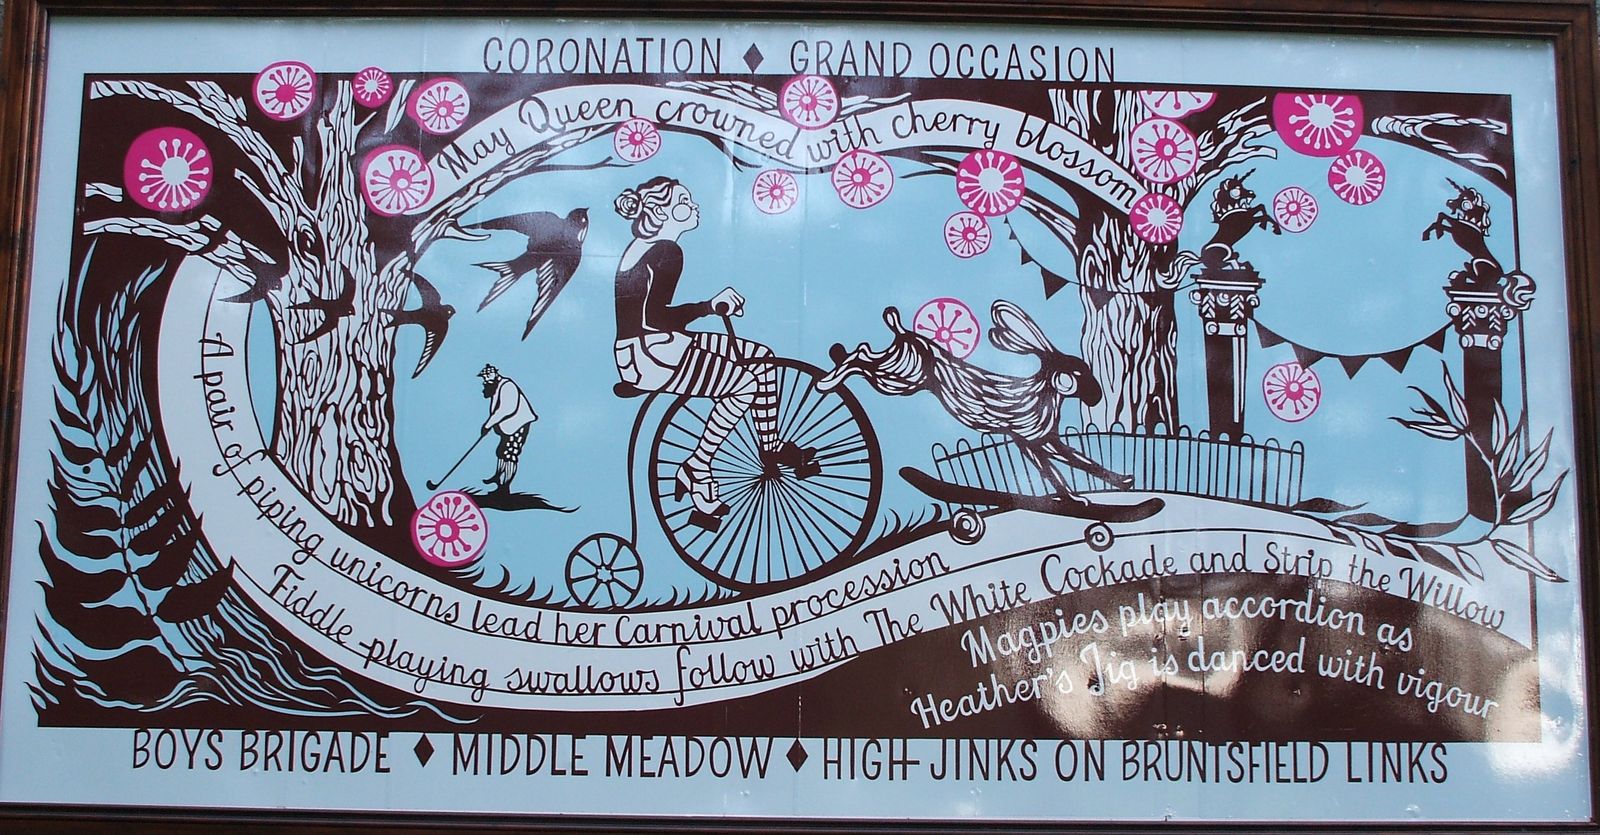 CORONATION ♦ GRAND OCCASION
May Queen crowned with cherry blossom
A pair of piping unicorns lead her Carnival procession
Fiddle-playing swallows follow with The White Cockade and Strip the Willow
Magpies play accordion as
Heather's Jig is danced with vigour
BOYS BRIGADE ♦ MIDDLE MEADOW ♦ HIGH JINKS ON BRUNTSFIELD LINKS